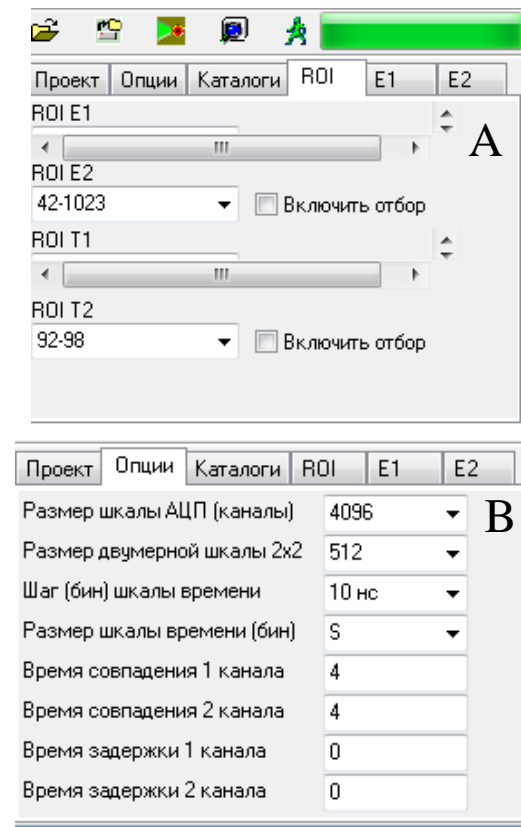 Проект Опции Каталоги ROI E1 E2
ROI E1
A
ROI E2
42-1023 Включить отбор
ROI T1
ROI T2
92-98 Включить отбор
Проект Опции Каталоги ROI E1 E2
Размер шкалы АЦП (каналы) 4096
B
Размер двумерной шкалы 2x2 512
Шаг (бин) шкалы времени 10 нс
Размер шкалы времени (бин) S
Время совпадения 1 канала 4
Время совпадения 2 канала 4
Время задержки 1 канала 0
Время задержки 2 канала 0